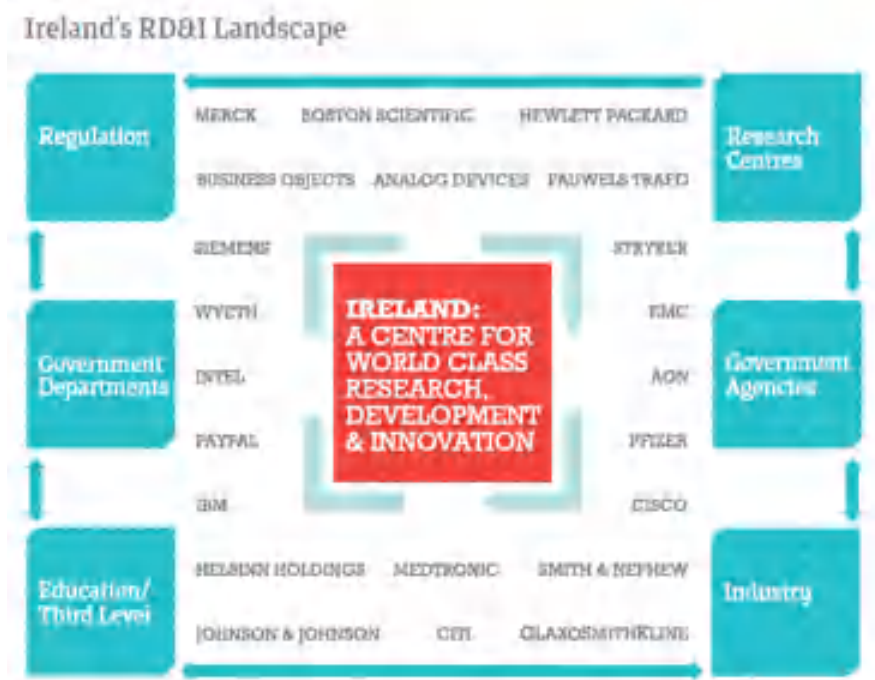 Ireland's RD&I Landscape
Regulation
Research
Centres
MERCK BOSTON SCIENTIFIC HEWLETT PACKARD
BUSINESS OBJECTS ANALOG DEVICES PAUWELS TRAFO
SIEMENS STRYKER
WYETH EMC
INTEL AON
PAYPAL PFIZER
IBM CISCO
IRELAND:
A CENTRE FOR
WORLD CLASS
RESEARCH,
DEVELOPMENT
& INNOVATION
Government
Departments
Government
Agencies
HELSINN HOLDINGS MEDTRONIC SMITH & NEPHEW
JOHNSON & JOHNSON CITI GLAXOSMITHKLINE
Education/
Third Level
Industry